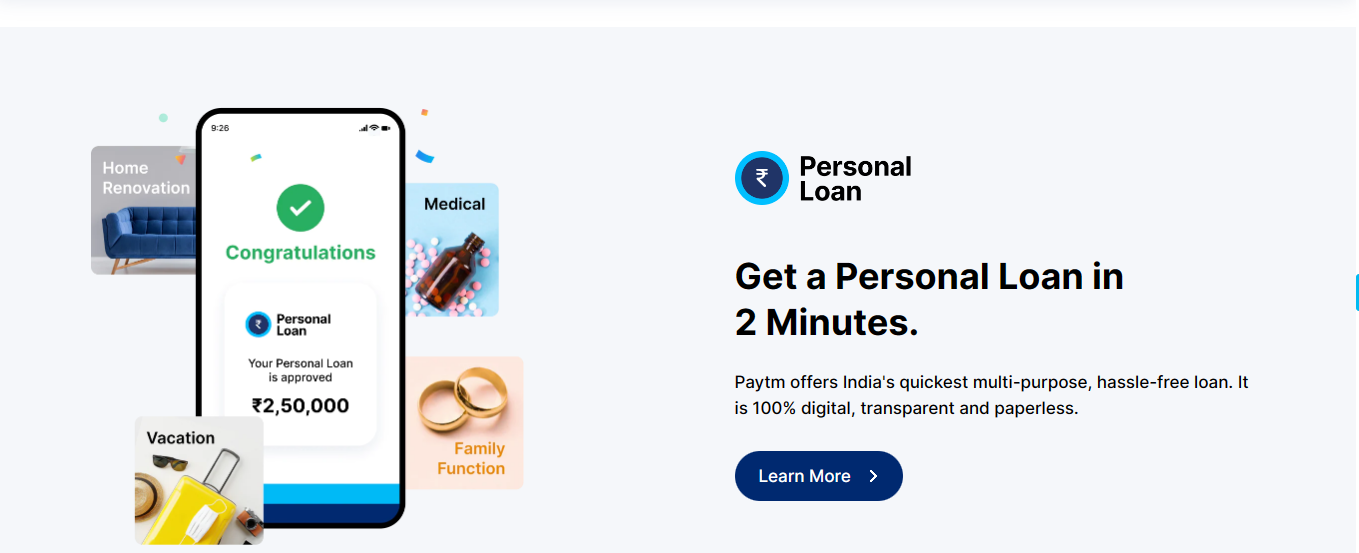 9:26
Home
Renovation
Congratulations
Medical
₹
Personal
Loan
Your Personal Loan
is approved
₹2,50,000
Family
Function
Vacation
₹
Personal
Loan
Get a Personal Loan in
2 Minutes.
Paytm offers India's quickest multi-purpose, hassle-free loan. It
is 100% digital, transparent and paperless.
Learn More